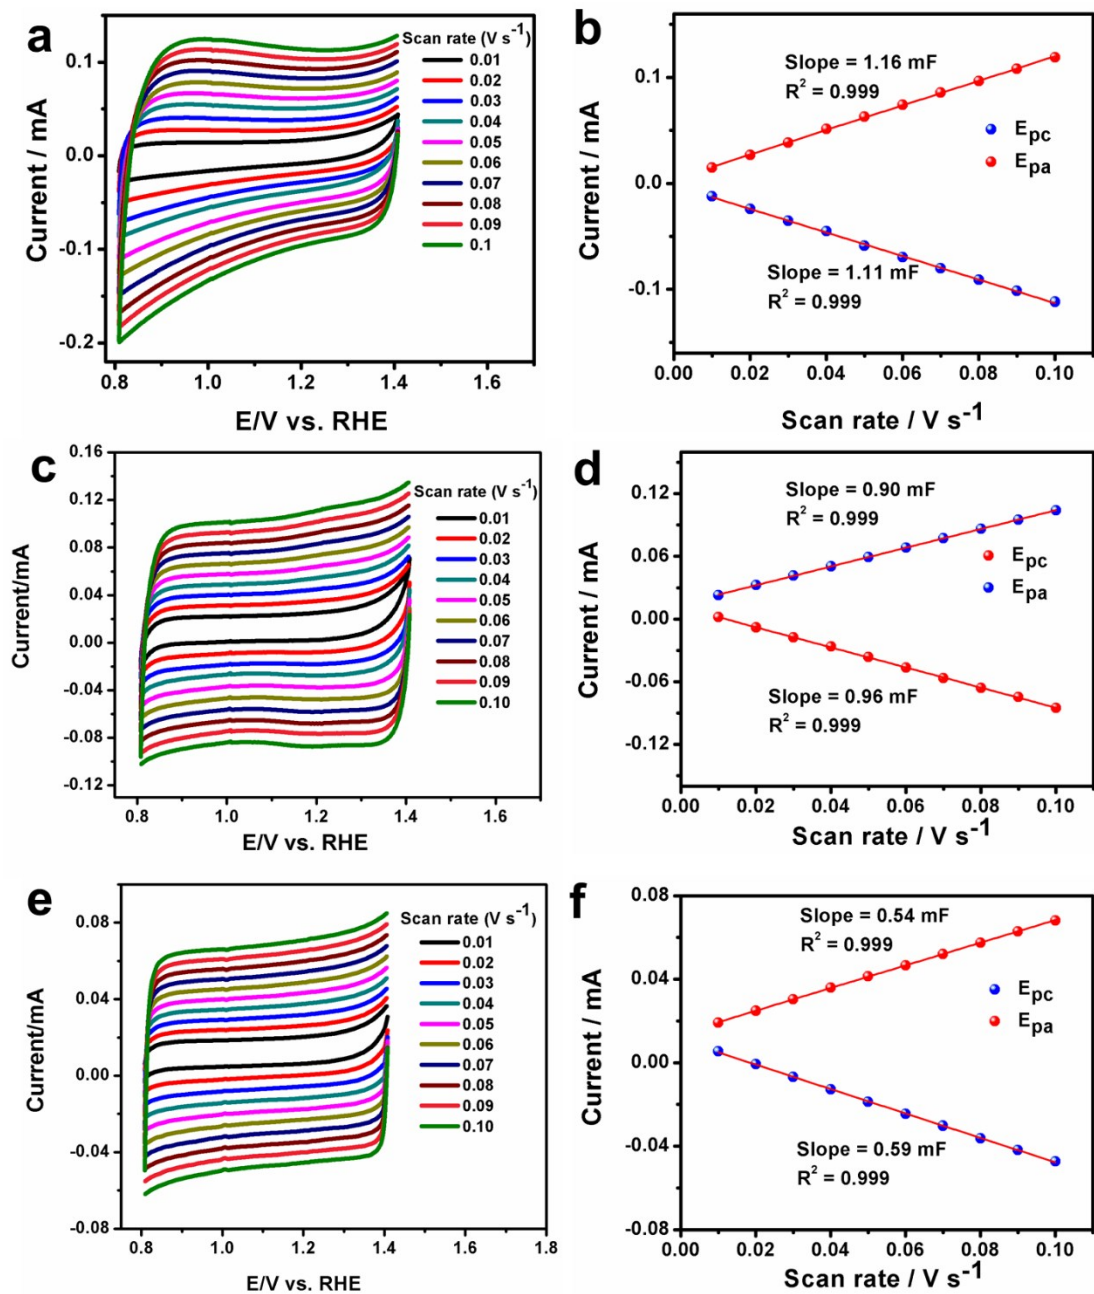 a
Scan rate (V s⁻¹)
0.01
0.02
0.03
0.04
0.05
0.06
0.07
0.08
0.09
0.1
0.1
0.0
-0.1
-0.2
Current / mA
0.8 1.0 1.2 1.4 1.6
E/V vs. RHE
b
Slope = 1.16 mF
R² = 0.999
E_pc
E_pa
Slope = 1.11 mF
R² = 0.999
0.1
0.0
-0.1
Current / mA
0.00 0.02 0.04 0.06 0.08 0.10
Scan rate / V s⁻¹
c
Scan rate (V s⁻¹)
0.01
0.02
0.03
0.04
0.05
0.06
0.07
0.08
0.09
0.10
0.16
0.12
0.08
0.04
0.00
-0.04
-0.08
-0.12
Current/mA
0.8 1.0 1.2 1.4 1.6
E/V vs. RHE
d
Slope = 0.90 mF
R² = 0.999
E_pc
E_pa
Slope = 0.96 mF
R² = 0.999
0.12
0.06
0.00
-0.06
-0.12
Current / mA
0.00 0.02 0.04 0.06 0.08 0.10
Scan rate / V s⁻¹
e
Scan rate (V s⁻¹)
0.01
0.02
0.03
0.04
0.05
0.06
0.07
0.08
0.09
0.10
0.08
0.04
0.00
-0.04
-0.08
Current/mA
0.8 1.0 1.2 1.4 1.6 1.8
E/V vs. RHE
f
Slope = 0.54 mF
R² = 0.999
E_pc
E_pa
Slope = 0.59 mF
R² = 0.999
0.08
0.04
0.00
-0.04
-0.08
Current / mA
0.00 0.02 0.04 0.06 0.08 0.10
Scan rate / V s⁻¹